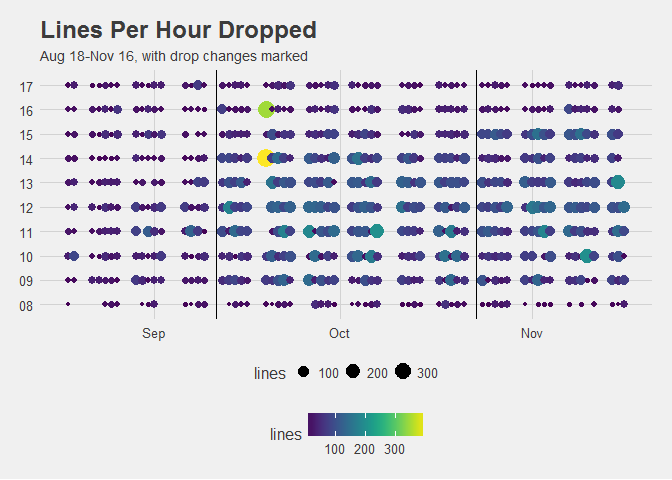 Lines Per Hour Dropped
Aug 18-Nov 16, with drop changes marked
17
16
15
14
13
12
11
10
09
08
Sep Oct Nov
lines 100 200 300
lines
100 200 300